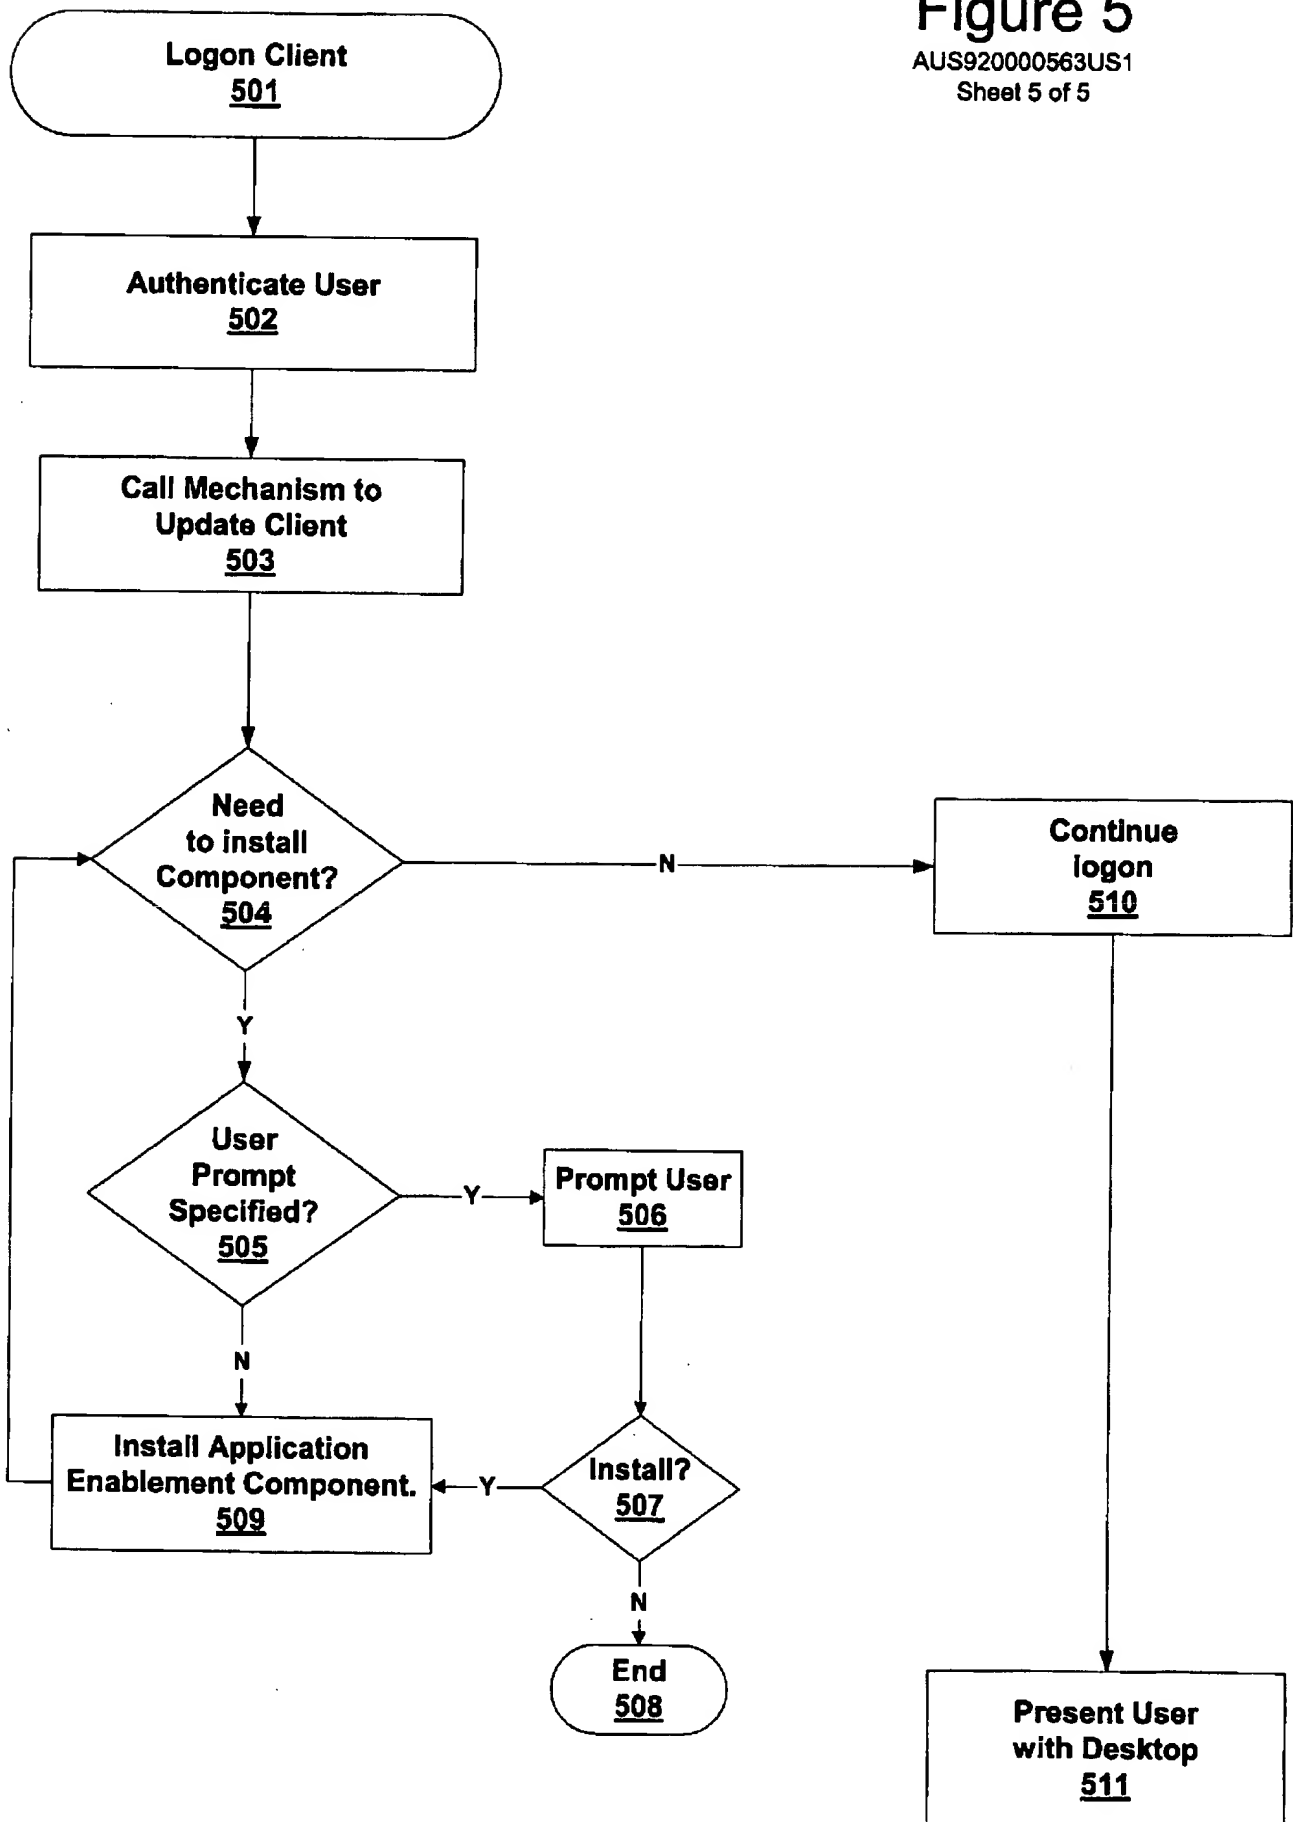 Figure 5
AUS920000563US1
Sheet 5 of 5
Logon Client
501
Authenticate User
502
Call Mechanism to
Update Client
503
Need
to install
Component?
504
N
Continue
logon
510
Y
User
Prompt
Specified?
505
Y
Prompt User
506
N
Install Application
Enablement Component.
509
Y
Install?
507
N
End
508
Present User
with Desktop
511